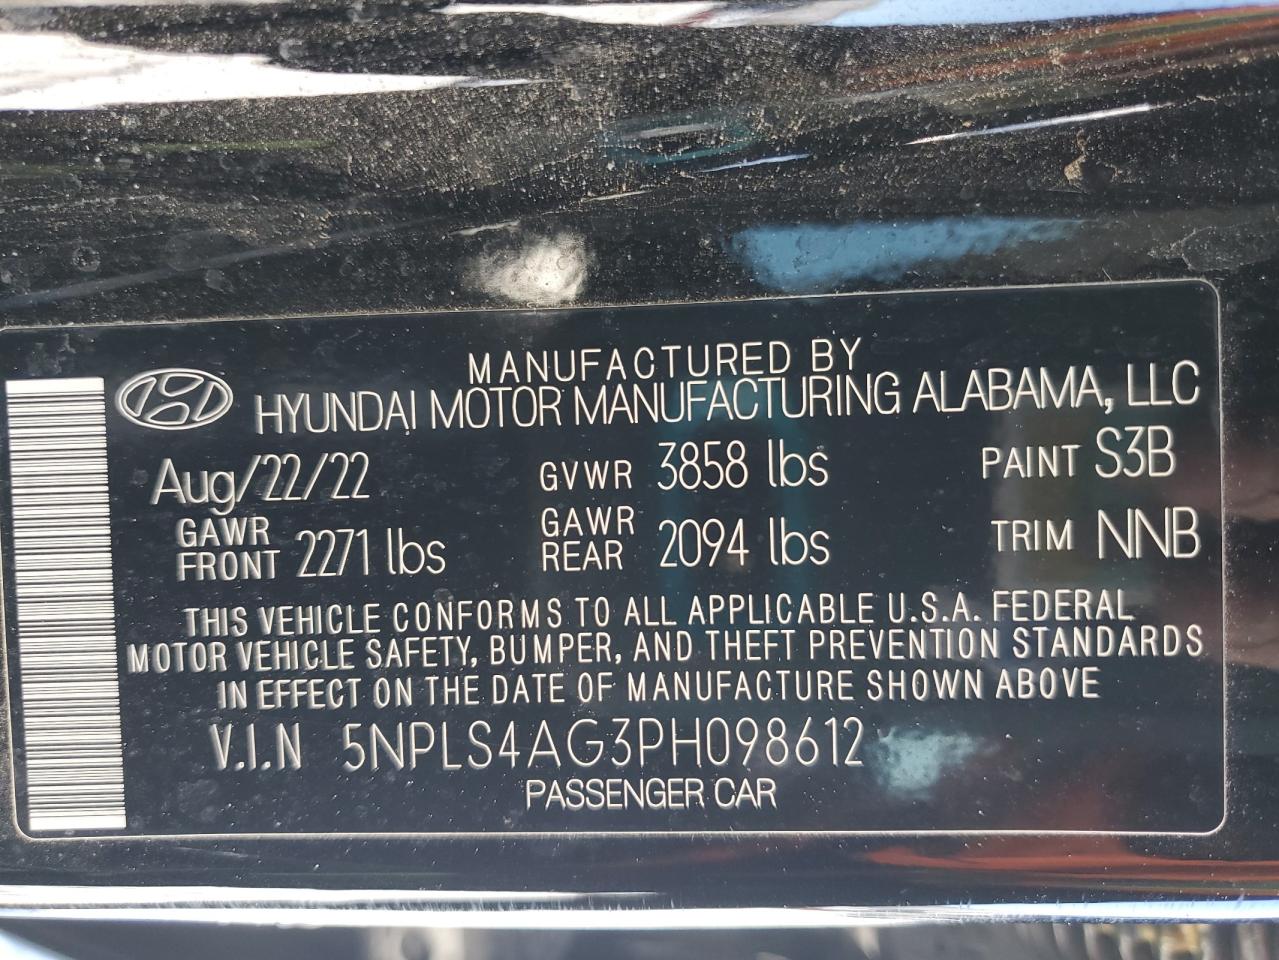 MANUFACTURED BY
HYUNDAI MOTOR MANUFACTURING ALABAMA, LLC
Aug/22/22 GVWR 3858 lbs PAINT S3B
GAWR FRONT 2271 lbs GAWR REAR 2094 lbs TRIM NNB
THIS VEHICLE CONFORMS TO ALL APPLICABLE U.S.A. FEDERAL
MOTOR VEHICLE SAFETY, BUMPER, AND THEFT PREVENTION STANDARDS
IN EFFECT ON THE DATE OF MANUFACTURE SHOWN ABOVE
V.I.N 5NPLS4AG3PH098612
PASSENGER CAR